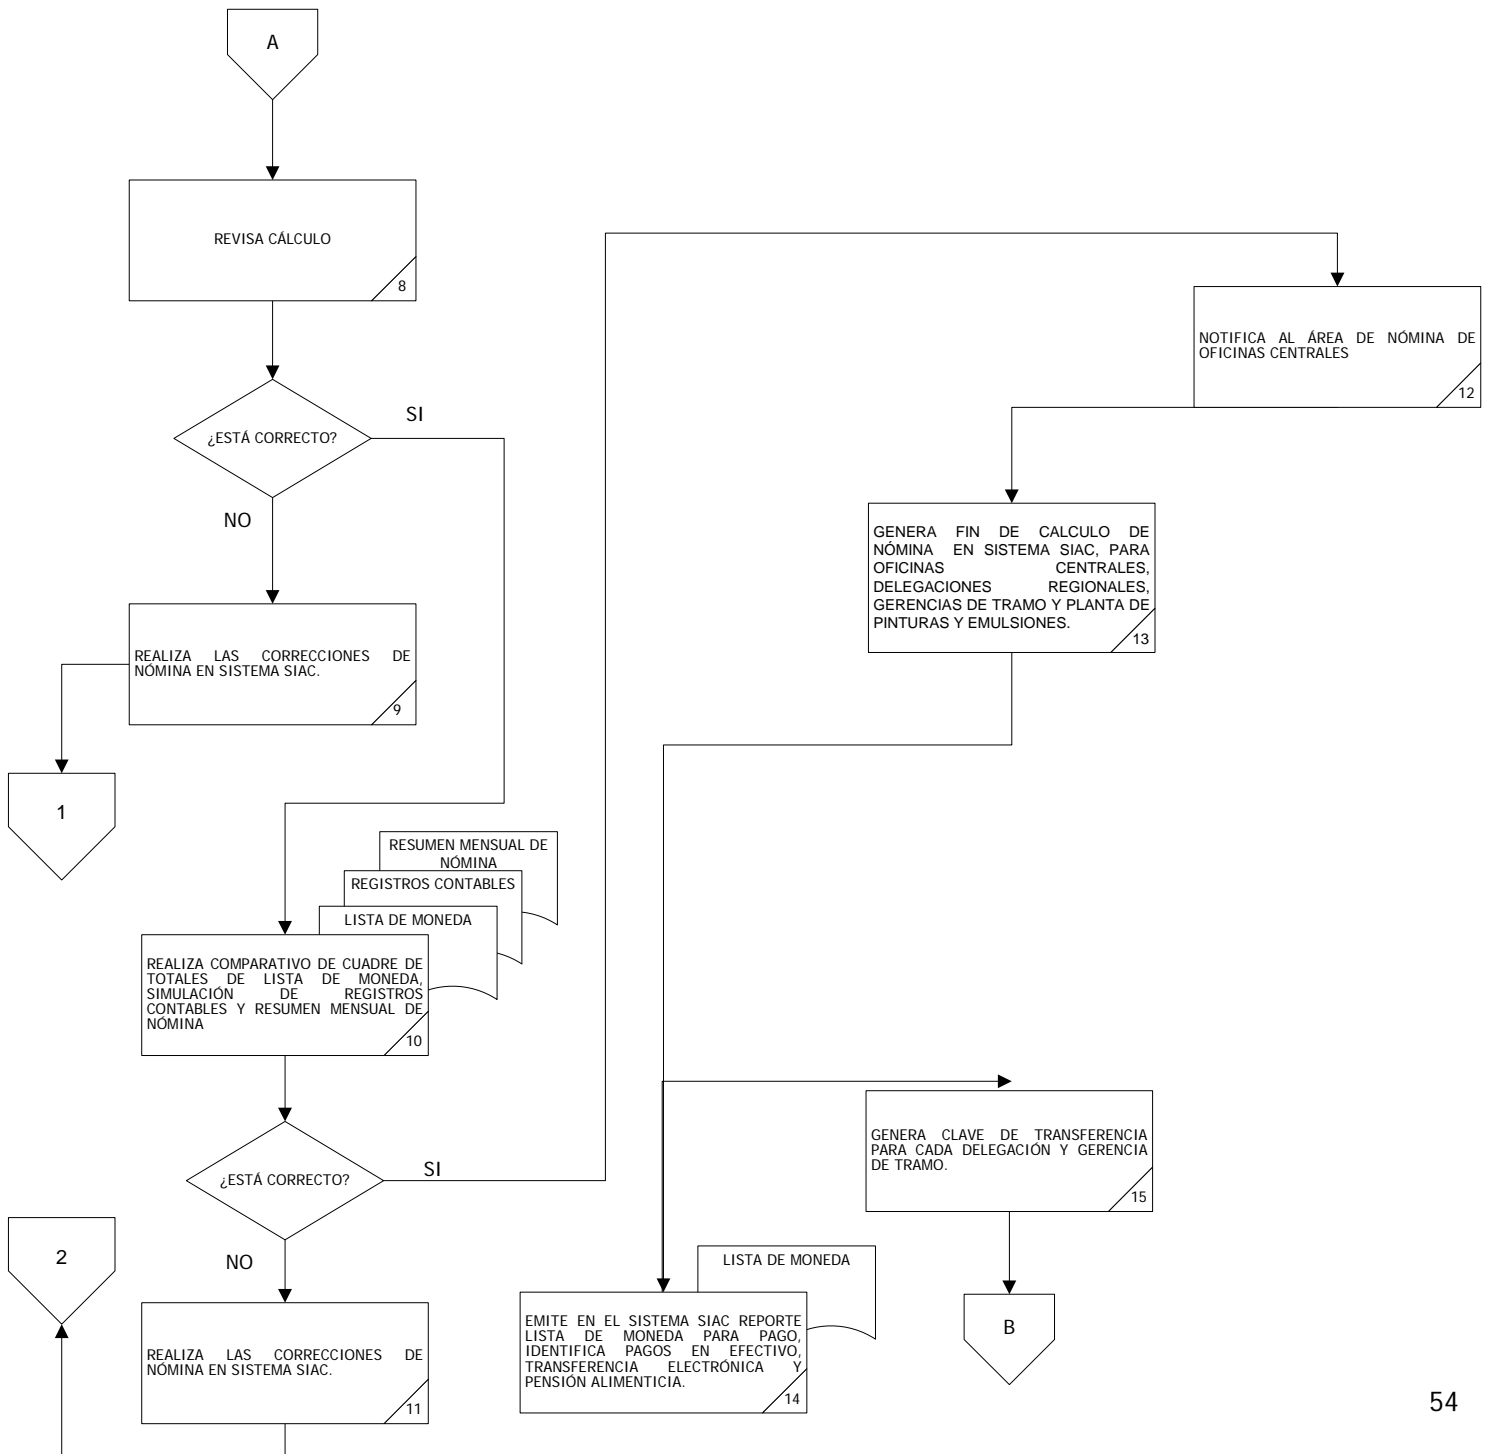 A
REVISA CÁLCULO
8
¿ESTÁ CORRECTO?
SI
NO
REALIZA LAS CORRECCIONES DE
NÓMINA EN SISTEMA SIAC.
9
1
RESUMEN MENSUAL DE
NÓMINA
REGISTROS CONTABLES
LISTA DE MONEDA
REALIZA COMPARATIVO DE CUADRE DE
TOTALES DE LISTA DE MONEDA,
SIMULACIÓN DE REGISTROS
CONTABLES Y RESUMEN MENSUAL DE
NÓMINA
10
¿ESTÁ CORRECTO?
SI
NO
2
REALIZA LAS CORRECCIONES DE
NÓMINA EN SISTEMA SIAC.
11
NOTIFICA AL ÁREA DE NÓMINA DE
OFICINAS CENTRALES
12
GENERA FIN DE CALCULO DE
NÓMINA EN SISTEMA SIAC, PARA
OFICINAS CENTRALES,
DELEGACIONES REGIONALES,
GERENCIAS DE TRAMO Y PLANTA DE
PINTURAS Y EMULSIONES.
13
LISTA DE MONEDA
EMITE EN EL SISTEMA SIAC REPORTE
LISTA DE MONEDA PARA PAGO,
IDENTIFICA PAGOS EN EFECTIVO,
TRANSFERENCIA ELECTRÓNICA Y
PENSIÓN ALIMENTICIA.
14
GENERA CLAVE DE TRANSFERENCIA
PARA CADA DELEGACIÓN Y GERENCIA
DE TRAMO.
15
B
54